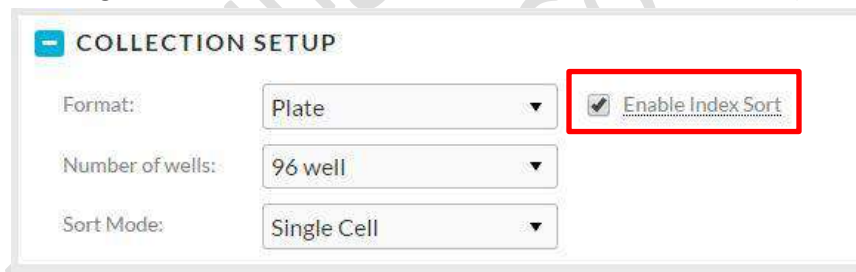 COLLECTION SETUP
Format: Plate Enable Index Sort
Number of wells: 96 well
Sort Mode: Single Cell